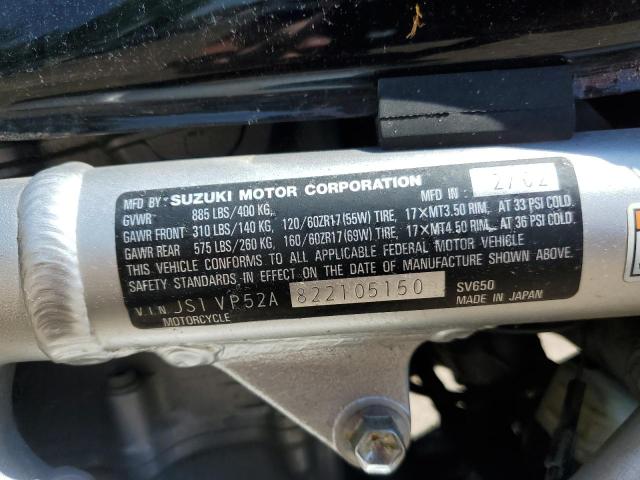 MFD BY SUZUKI MOTOR CORPORATION MFD IN 2/02
GVWR 885 LBS/400 KG,
GAWR FRONT 310 LBS/140 KG, 120/60ZR17(55W) TIRE, 17×MT3.50 RIM, AT 33 PSI COLD
GAWR REAR 575 LBS/260 KG, 160/60ZR17(69W) TIRE, 17×MT4.50 RIM, AT 36 PSI COLD
THIS VEHICLE CONFORMS TO ALL APPLICABLE FEDERAL MOTOR VEHICLE
SAFETY STANDARDS IN EFFECT ON THE DATE OF MANUFACTURE SHOWN ABOVE.
V.I.N JS1VP52A 822105150 SV650
MOTORCYCLE MADE IN JAPAN